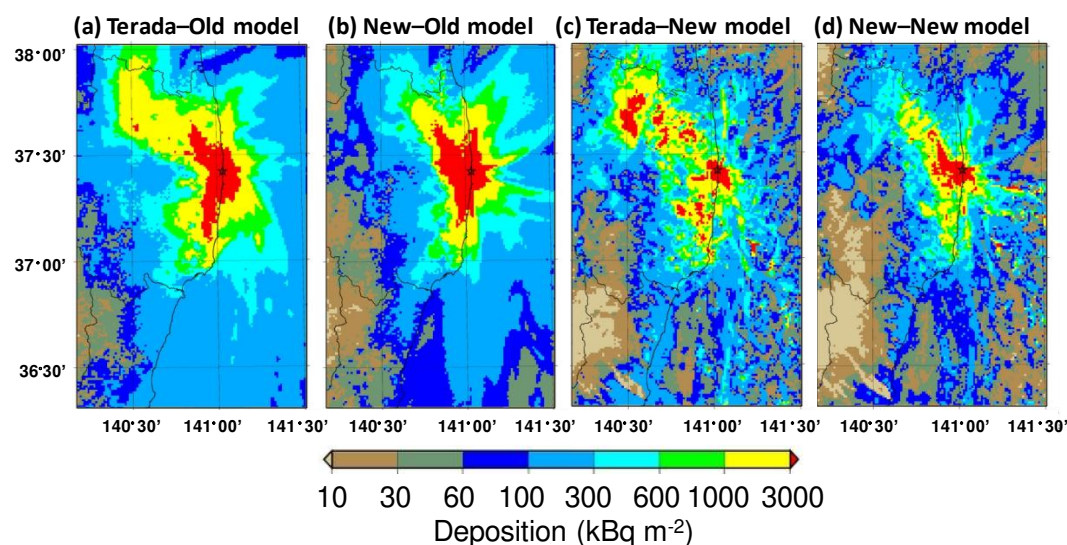 (a) Terada–Old model (b) New–Old model (c) Terada–New model (d) New–New model
38°00’
37°30’
37°00’
36°30’
140°30’ 141°00’ 141°30’ 140°30’ 141°00’ 141°30’ 140°30’ 141°00’ 141°30’ 140°30’ 141°00’ 141°30’
10 30 60 100 300 600 1000 3000
Deposition (kBq m-2)